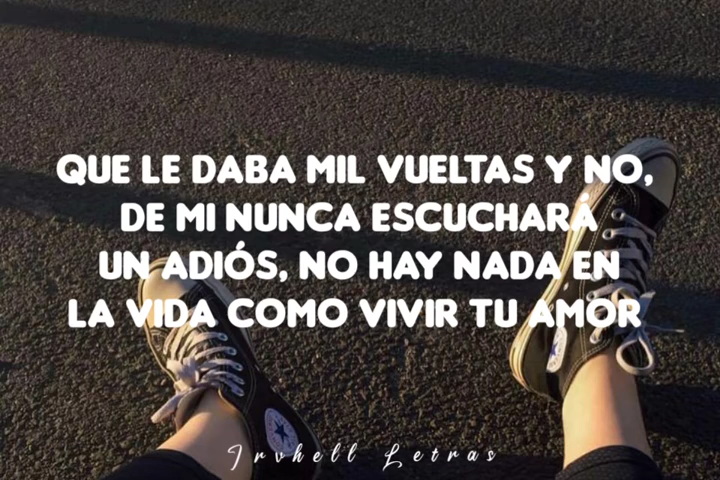 QUE LE DABA MIL VUELTAS Y NO,
DE MI NUNCA ESCUCHARÁ
UN ADIÓS, NO HAY NADA EN
LA VIDA COMO VIVIR TU AMOR
Irvhell Letras